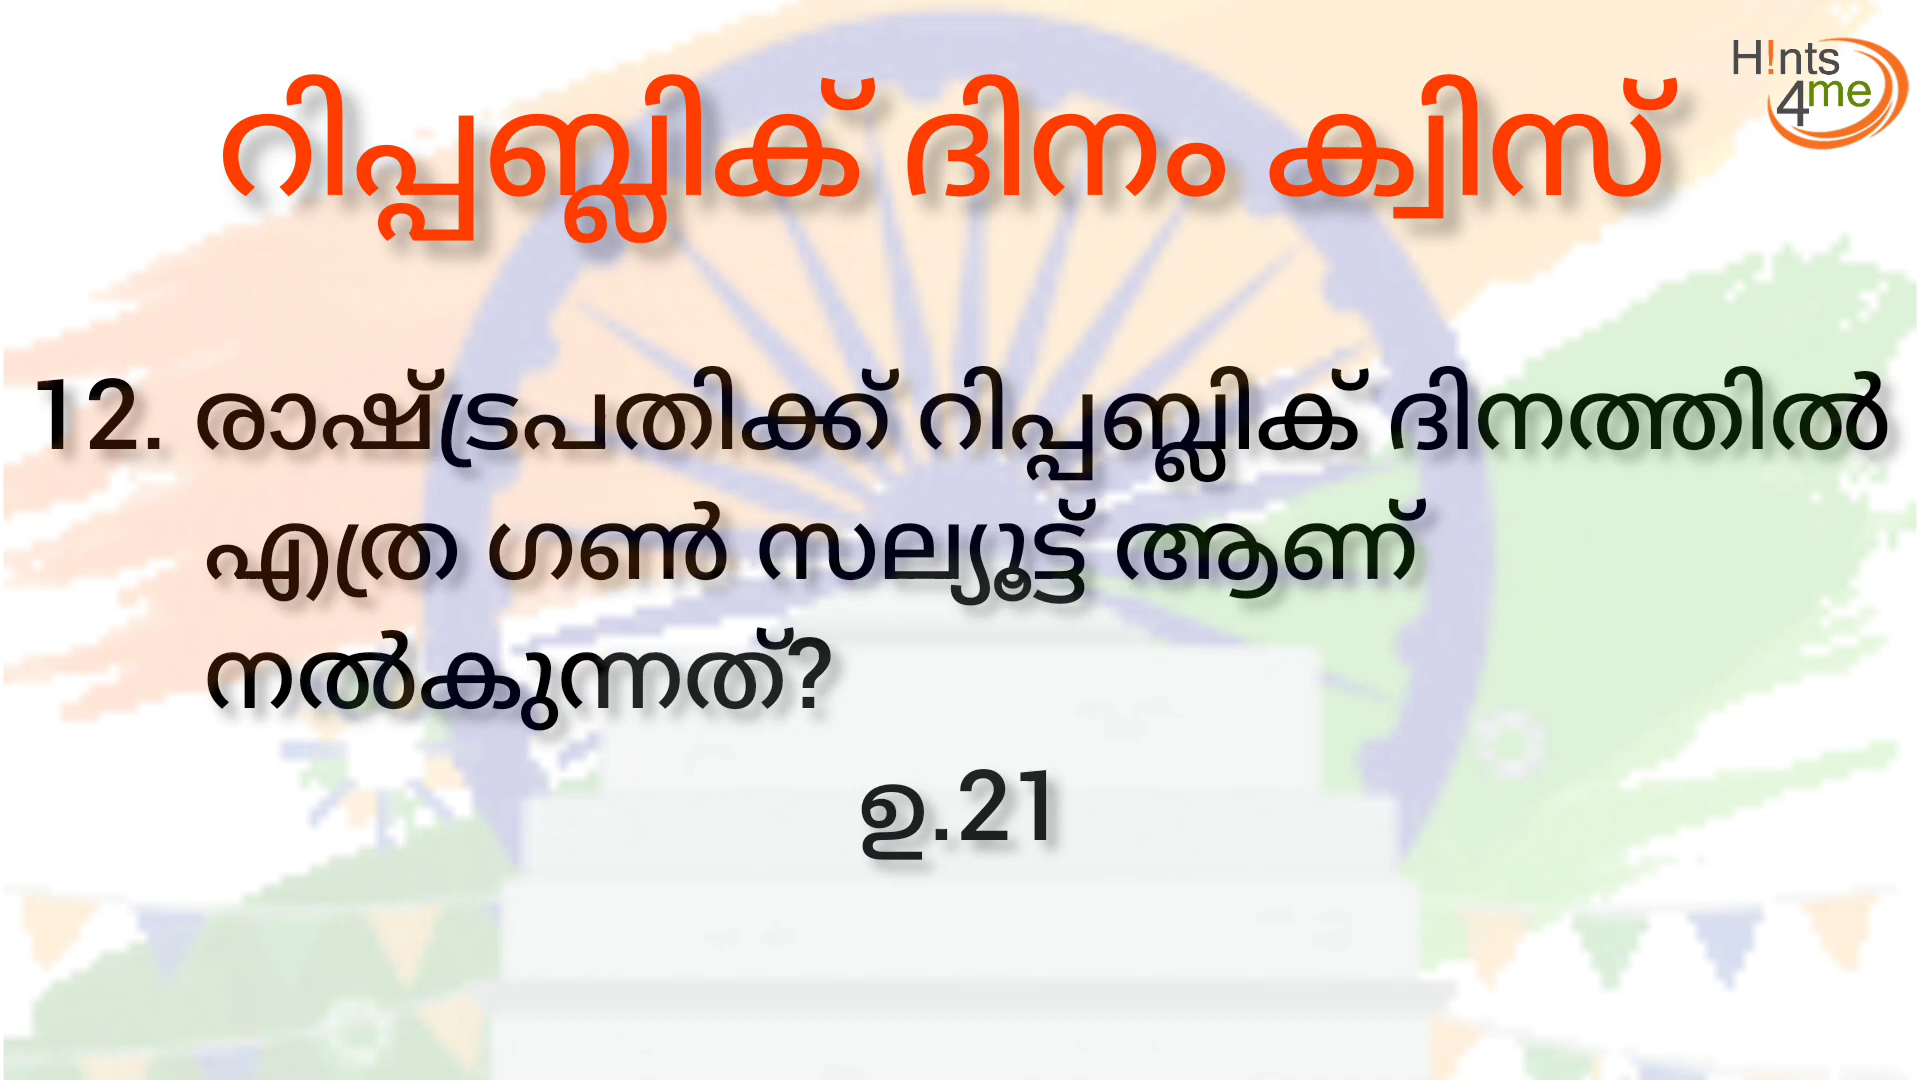 H!nts
4me
റിപ്പബ്ലിക് ദിനം ക്വിസ്
12. രാഷ്ട്രപതിക്ക് റിപ്പബ്ലിക് ദിനത്തിൽ
എത്ര ഗൺ സല്യൂട്ട് ആണ്
നൽകുന്നത്?
ഉ.21